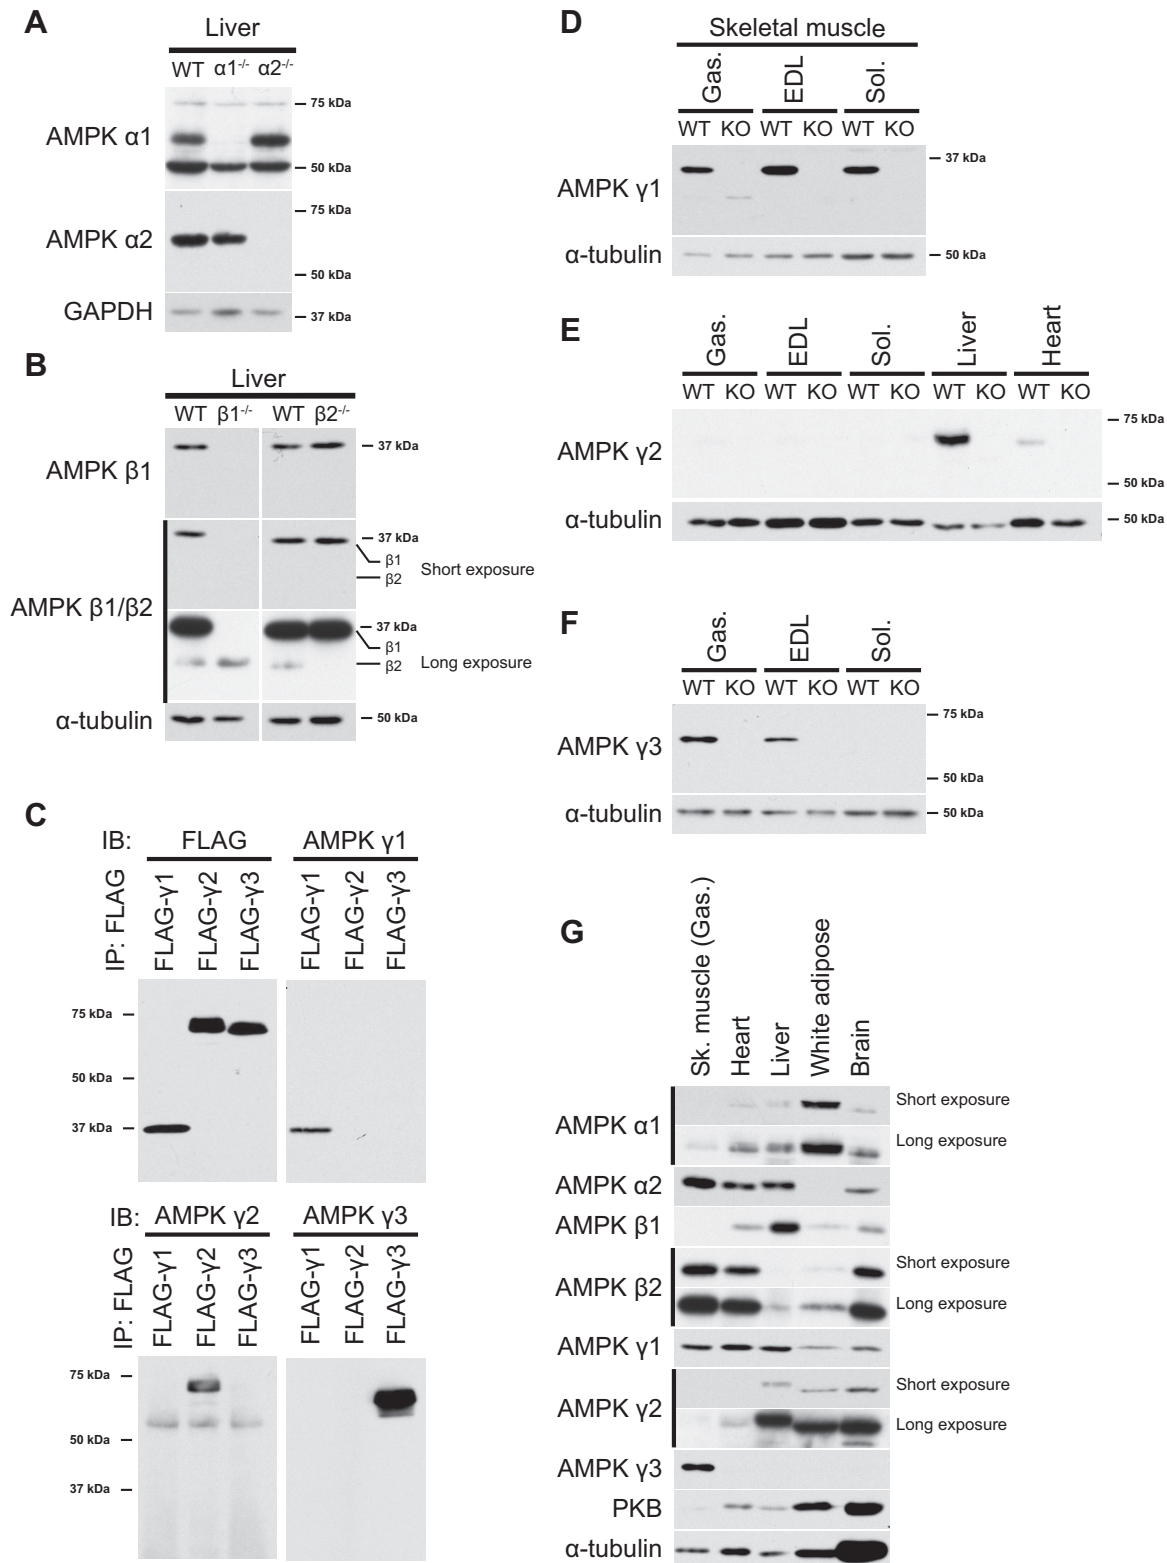 A
Liver
WT α1-/- α2-/-
75 kDa
AMPK α1
50 kDa
75 kDa
AMPK α2
50 kDa
GAPDH
37 kDa
B
Liver
WT β1-/- WT β2-/-
37 kDa
AMPK β1
37 kDa
β1
β2
Short exposure
AMPK β1/β2
37 kDa
β1
β2
Long exposure
α-tubulin
50 kDa
C
IB: FLAG AMPK γ1
IP: FLAG
FLAG-γ1
FLAG-γ2
FLAG-γ3
FLAG-γ1
FLAG-γ2
FLAG-γ3
75 kDa
50 kDa
37 kDa
IB: AMPK γ2 AMPK γ3
IP: FLAG
FLAG-γ1
FLAG-γ2
FLAG-γ3
FLAG-γ1
FLAG-γ2
FLAG-γ3
75 kDa
50 kDa
37 kDa
D
Skeletal muscle
Gas.
EDL
Sol.
WT KO WT KO WT KO
37 kDa
AMPK γ1
α-tubulin
50 kDa
E
Gas.
EDL
Sol.
Liver
Heart
WT KO WT KO WT KO WT KO WT KO
75 kDa
AMPK γ2
50 kDa
α-tubulin
50 kDa
F
Gas.
EDL
Sol.
WT KO WT KO WT KO
75 kDa
AMPK γ3
50 kDa
α-tubulin
50 kDa
G
Sk. muscle (Gas.)
Heart
Liver
White adipose
Brain
Short exposure
AMPK α1
Long exposure
AMPK α2
AMPK β1
Short exposure
AMPK β2
Long exposure
AMPK γ1
Short exposure
AMPK γ2
Long exposure
AMPK γ3
PKB
α-tubulin